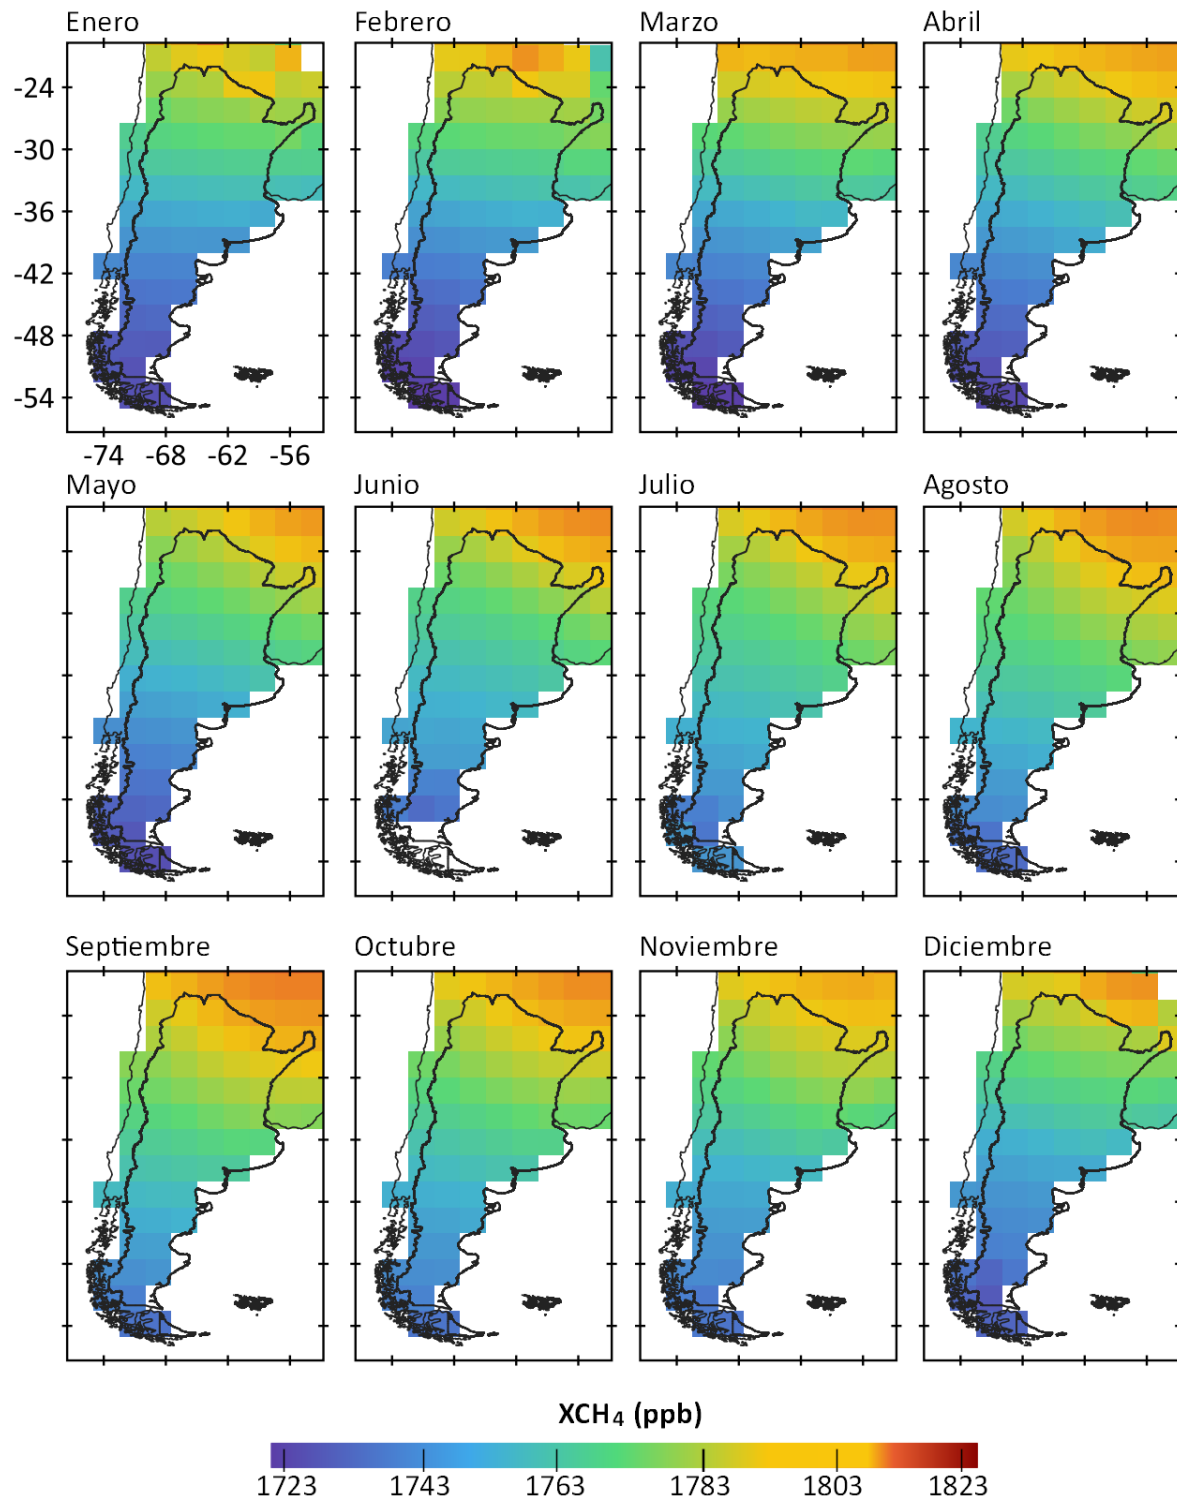 Enero Febrero Marzo Abril
-24
-30
-36
-42
-48
-54
-74 -68 -62 -56
Mayo Junio Julio Agosto
Septiembre Octubre Noviembre Diciembre
XCH₄ (ppb)
1723 1743 1763 1783 1803 1823